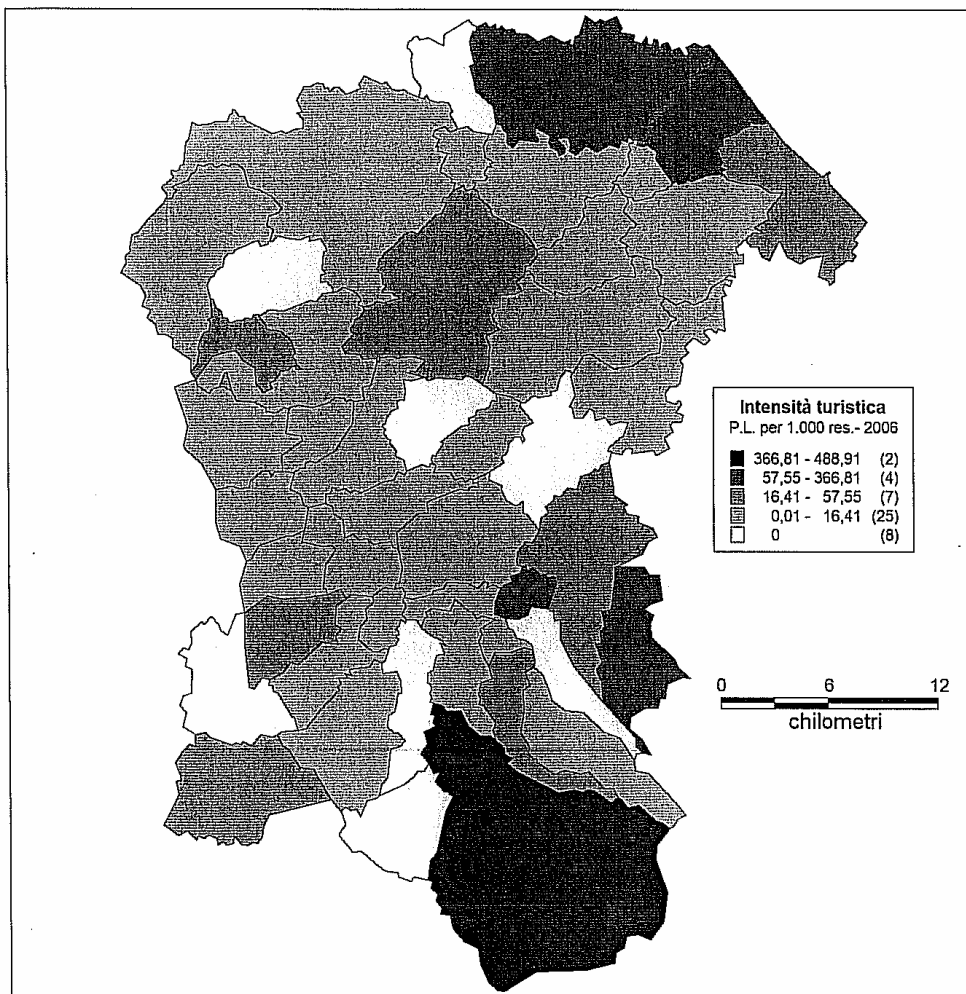 Intensità turistica
P.L. per 1.000 res.- 2006
366,81 - 488,91 (2)
57,55 - 366,81 (4)
16,41 - 57,55 (7)
0,01 - 16,41 (25)
0 (8)
0 6 12
chilometri